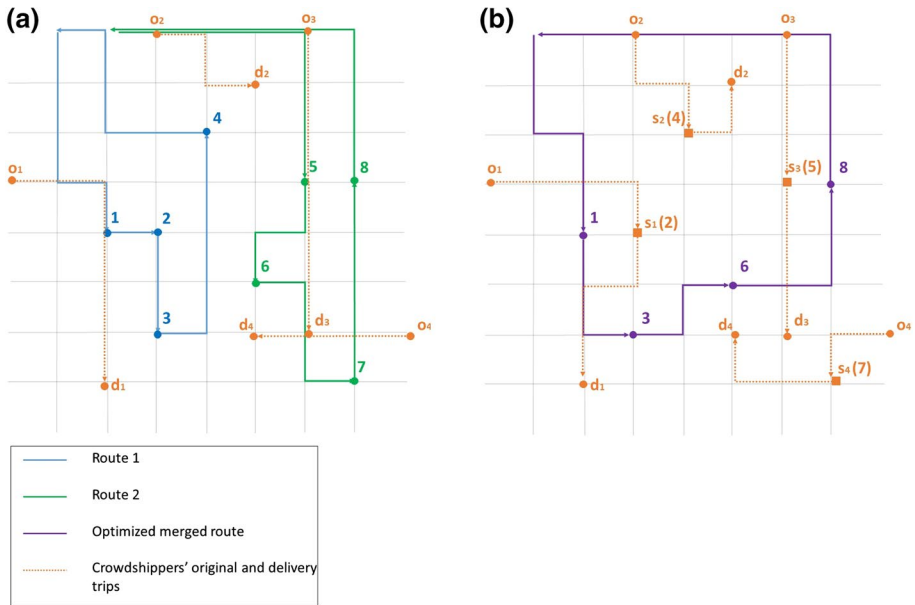 (a)
O2
O3
d2
4
O1
5
8
1
2
6
3
d4
d3
O4
d1
7
Route 1
Route 2
Optimized merged route
Crowdshippers' original and delivery
trips
(b)
O2
O3
d2
s2(4)
O1
s3(5)
8
1
s1(2)
6
3
d4
d3
O4
d1
s4(7)